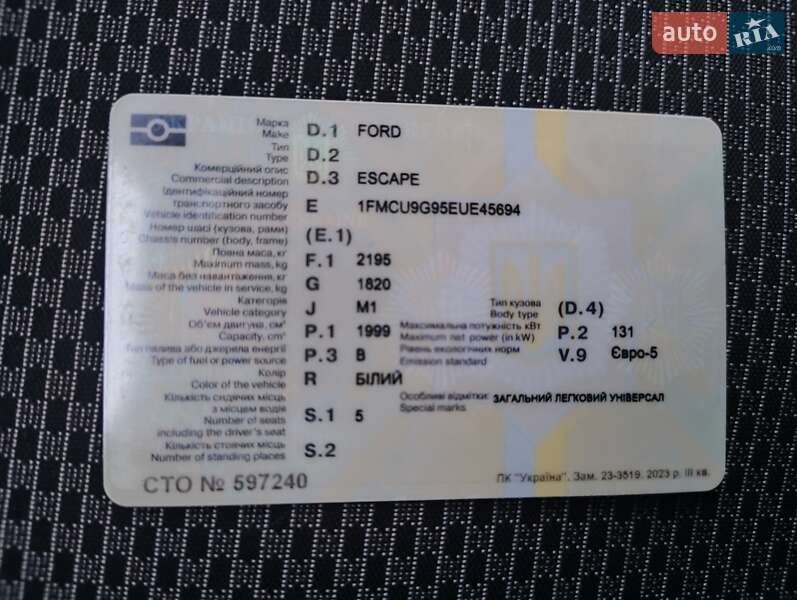 auto RIA.com
Марка
Make D.1 FORD
Тип
Type D.2
Комерційний опис
Commercial description D.3 ESCAPE
Ідентифікаційний номер
транспортного засобу
Vehicle identification number E 1FMCU9G95EUE45694
Номер шасі (кузова, рами)
Chassis number (body, frame) (E.1)
Повна маса, кг
Maximum mass, kg F.1 2195
Маса без навантаження, кг
Mass of the vehicle in service, kg G 1820
Категорія
Vehicle category J M1 Тип кузова
Body type (D.4)
Об'єм двигуна, см³
Capacity, cm³ P.1 1999 Максимальна потужність кВт
Maximum net power (in kW) P.2 131
Тип палива або джерела енергії
Type of fuel or power source P.3 B Рівень екологічних норм
Emission standard V.9 Євро-5
Колір
Color of the vehicle R БІЛИЙ
Кількість сидячих місць
з місцем водія
Number of seats
including the driver's seat S.1 5 Особливі відмітки
Special marks ЗАГАЛЬНИЙ ЛЕГКОВИЙ УНІВЕРСАЛ
Кількість стоячих місць
Number of standing places S.2
СТО № 597240
ПК "Україна". Зам. 23-3519. 2023 р. III кв.